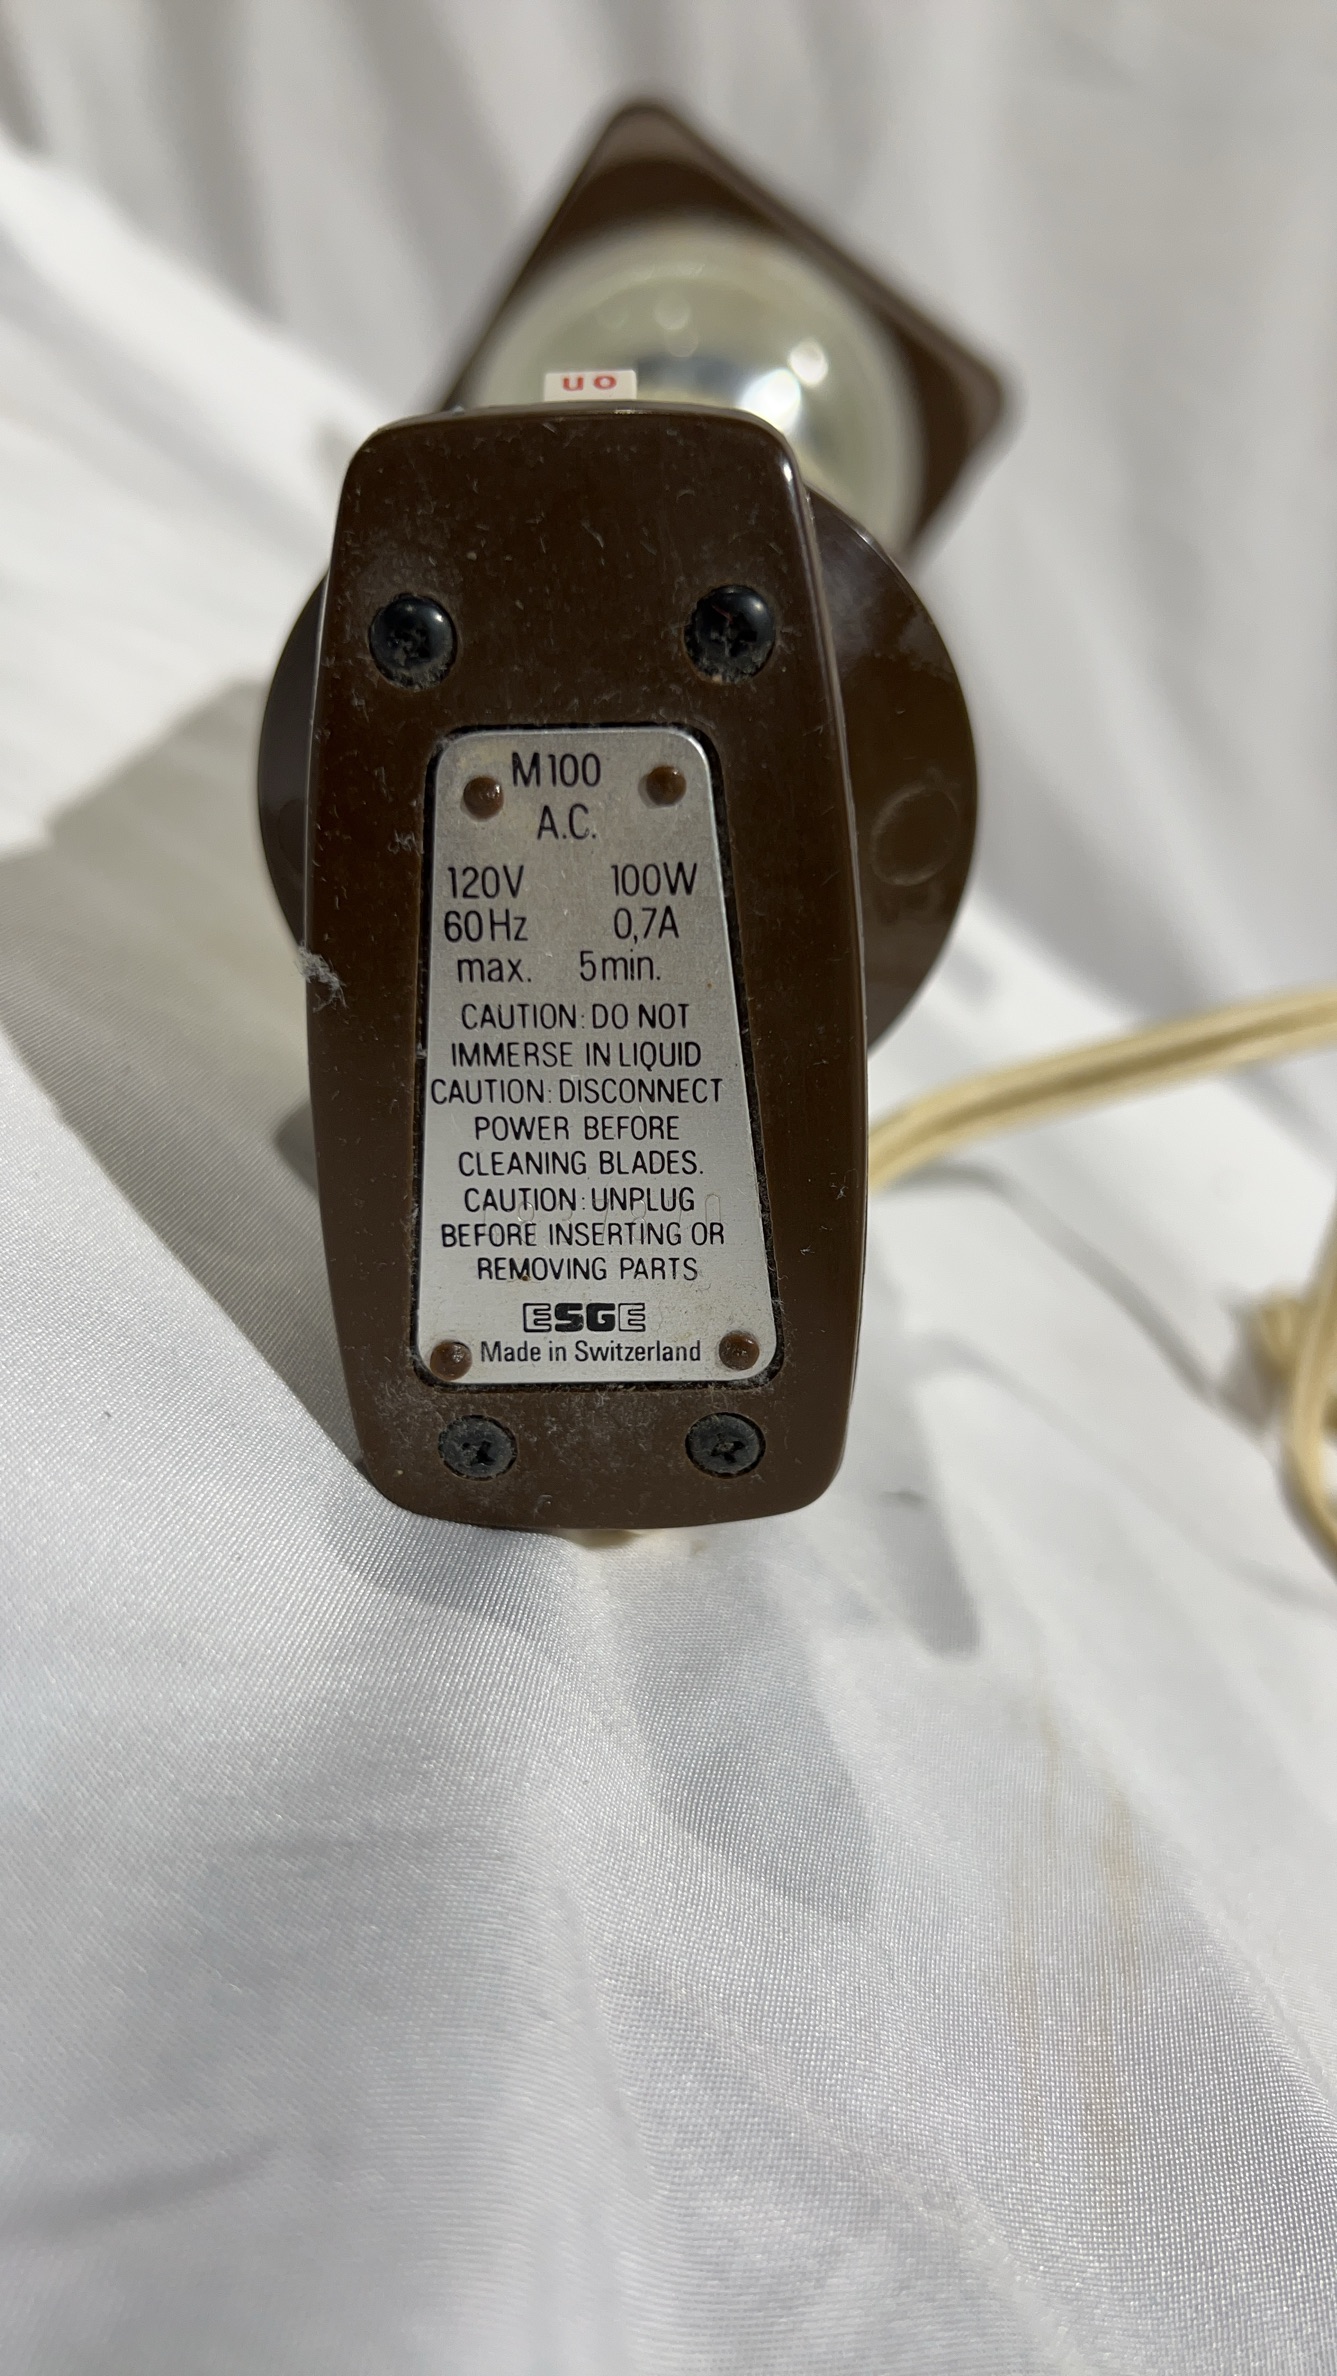 on
M100
A.C.
120V 100W
60Hz 0,7A
max. 5min.
CAUTION: DO NOT
IMMERSE IN LIQUID
CAUTION: DISCONNECT
POWER BEFORE
CLEANING BLADES.
CAUTION: UNPLUG
BEFORE INSERTING OR
REMOVING PARTS
ESGE
Made in Switzerland